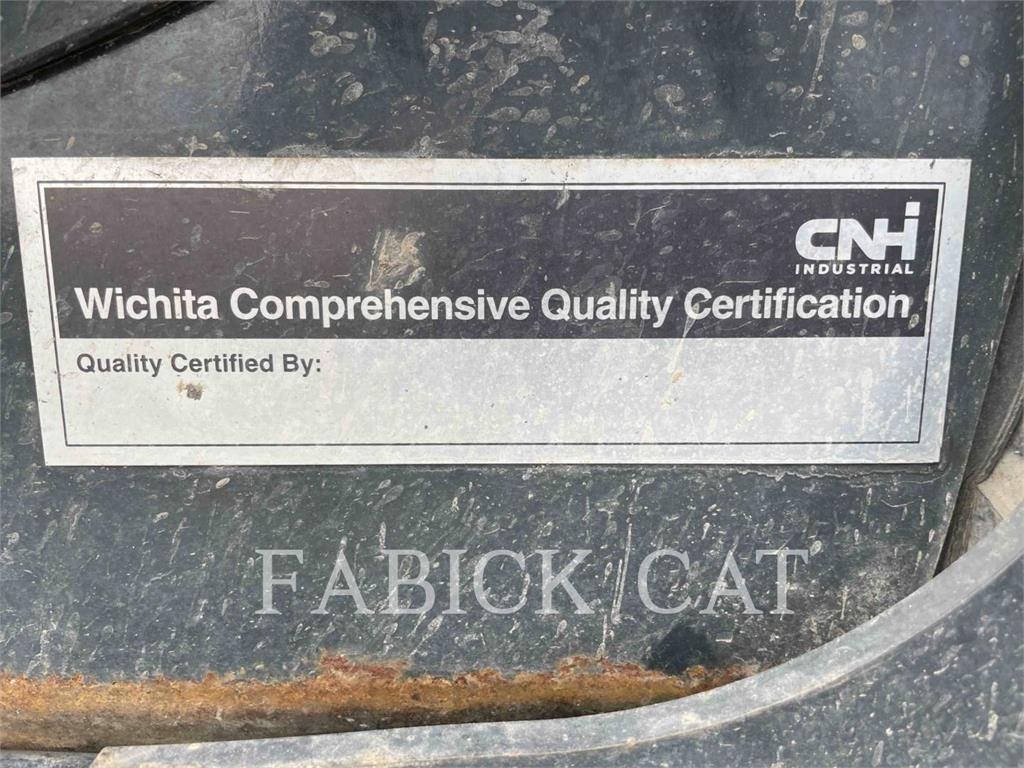 CNH
INDUSTRIAL
Wichita Comprehensive Quality Certification
Quality Certified By:
FABICK CAT